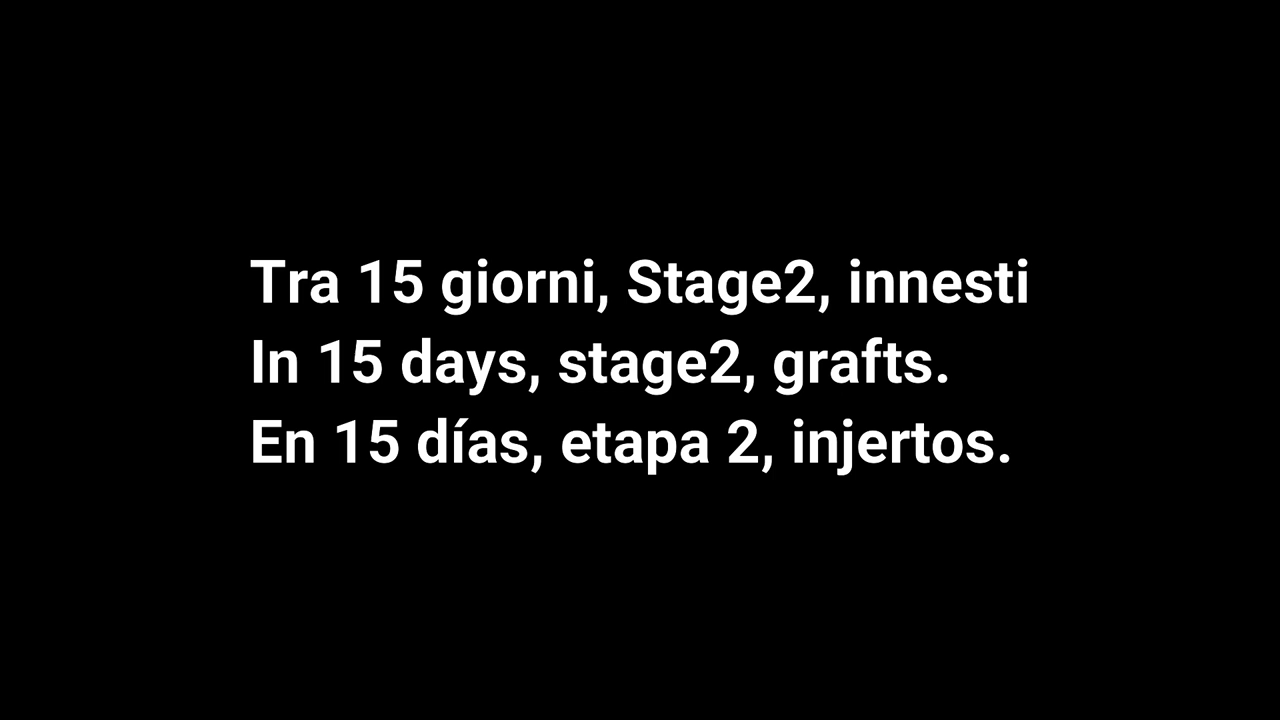 Tra 15 giorni, Stage2, innesti
In 15 days, stage2, grafts.
En 15 días, etapa 2, injertos.